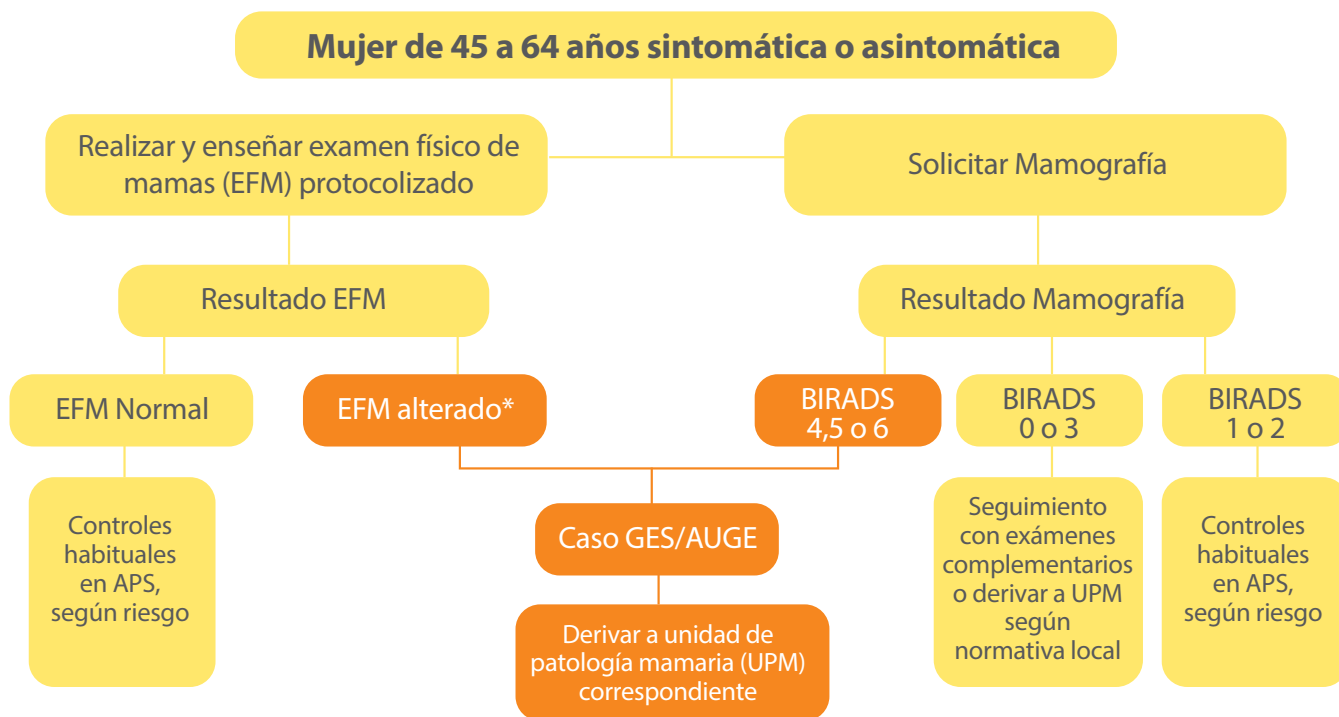 Mujer de 45 a 64 años sintomática o asintomática
Realizar y enseñar examen físico de
mamas (EFM) protocolizado
Solicitar Mamografía
Resultado EFM
Resultado Mamografía
EFM Normal
EFM alterado*
BIRADS
4,5 o 6
BIRADS
0 o 3
BIRADS
1 o 2
Controles
habituales
en APS,
según riesgo
Caso GES/AUGE
Derivar a unidad de
patología mamaria (UPM)
correspondiente
Seguimiento
con exámenes
complementarios
o derivar a UPM
según
normativa local
Controles
habituales
en APS,
según riesgo